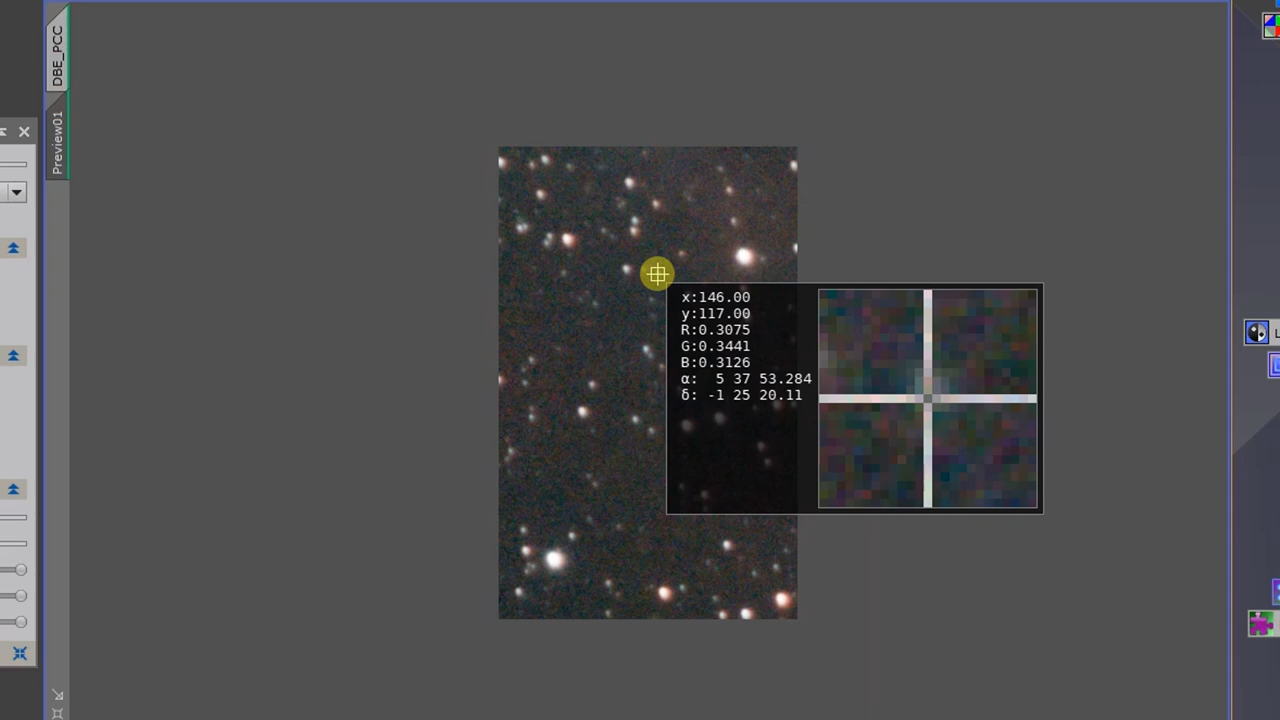 DBE_PCC
Preview01
x:146.00
y:117.00
R:0.3075
G:0.3441
B:0.3126
α: 5 37 53.284
δ: -1 25 20.11
L